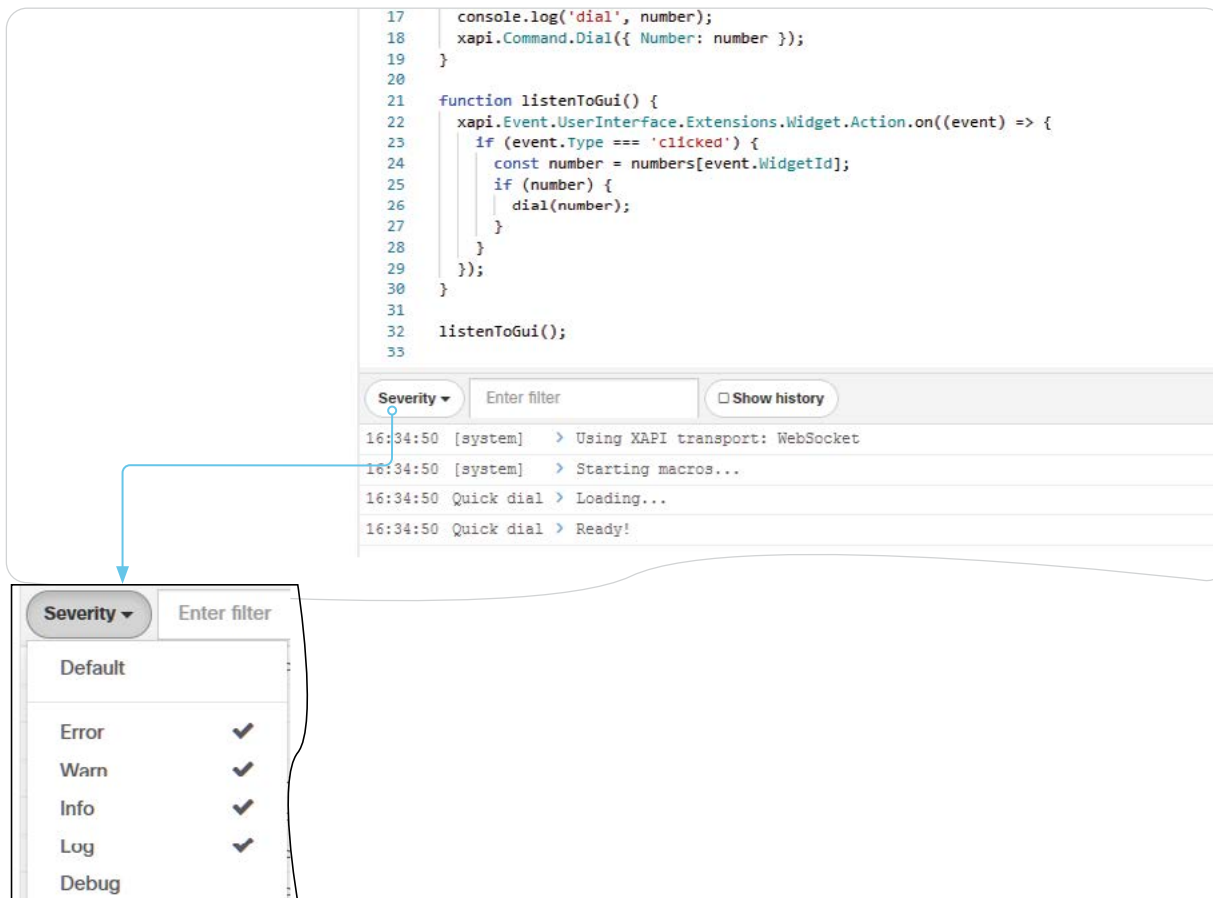 17 console.log('dial', number);
18 xapi.Command.Dial({ Number: number });
19 }
20
21 function listenToGui() {
22 xapi.Event.UserInterface.Extensions.Widget.Action.on((event) => {
23 if (event.Type === 'clicked') {
24 const number = numbers[event.WidgetId];
25 if (number) {
26 dial(number);
27 }
28 }
29 });
30 }
31
32 listenToGui();
33
Severity Enter filter Show history
16:34:50 [system] > Using XAPI transport: WebSocket
16:34:50 [system] > Starting macros...
16:34:50 Quick dial > Loading...
16:34:50 Quick dial > Ready!
Severity Enter filter
Default
Error
Warn
Info
Log
Debug